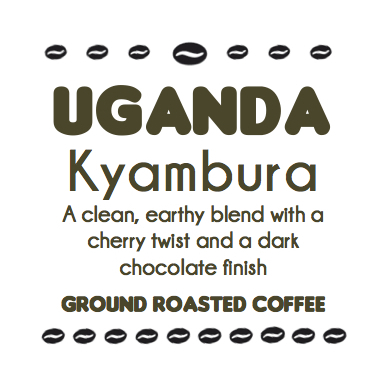 UGANDA
Kyambura
A clean, earthy blend with a
cherry twist and a dark
chocolate finish
GROUND ROASTED COFFEE